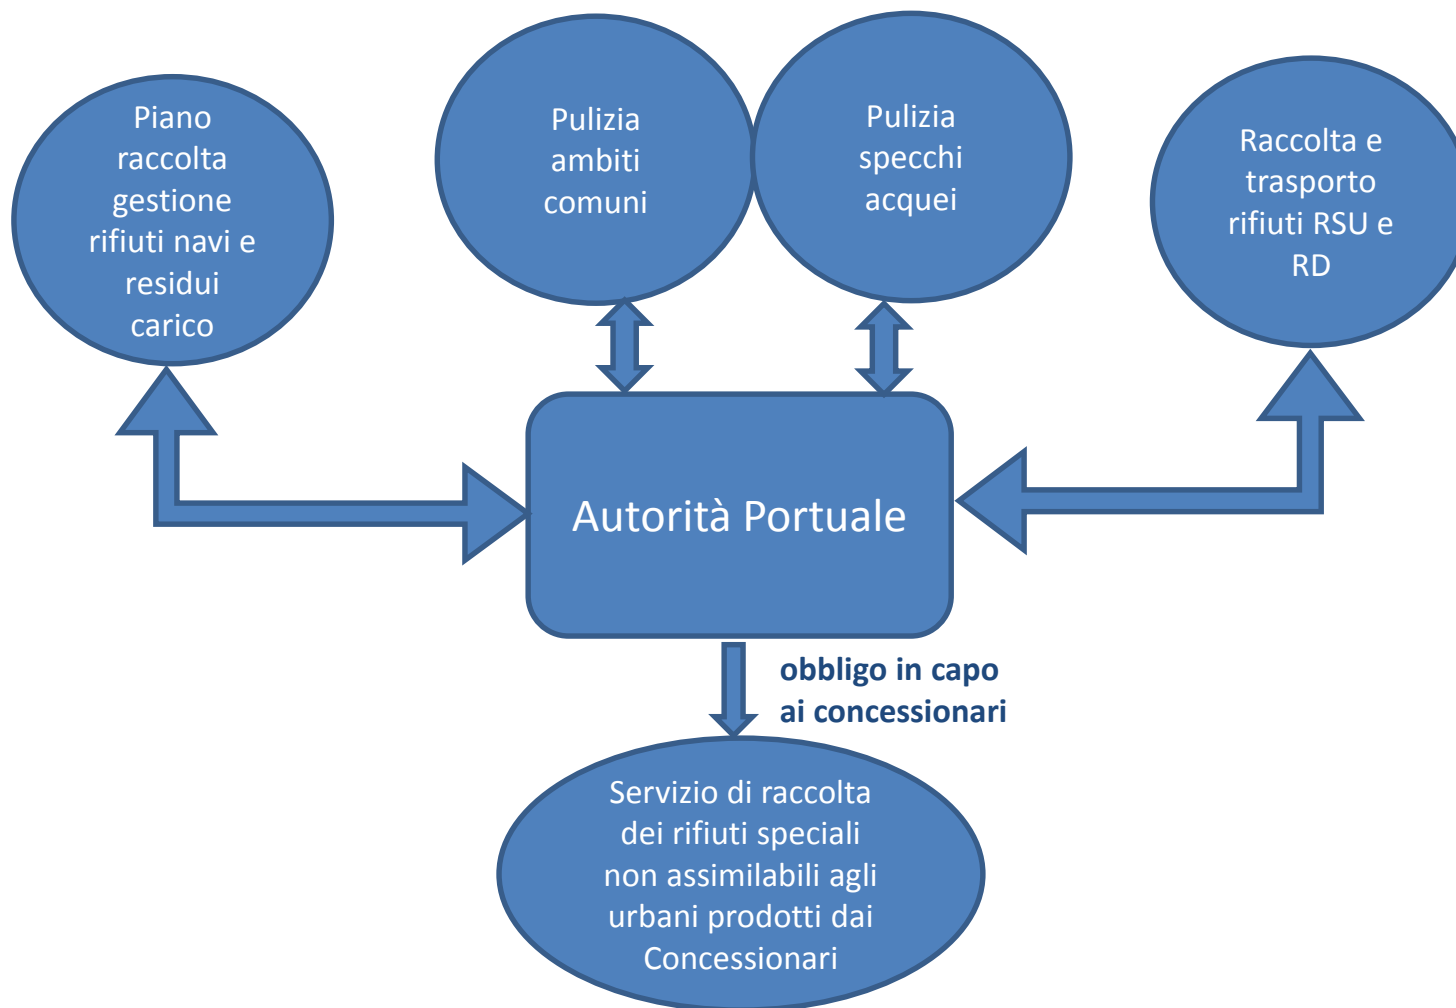 Piano
raccolta
gestione
rifiuti navi e
residui
carico
Pulizia
ambiti
comuni
Pulizia
specchi
acquei
Raccolta e
trasporto
rifiuti RSU e
RD
Autorità Portuale
obbligo in capo
ai concessionari
Servizio di raccolta
dei rifiuti speciali
non assimilabili agli
urbani prodotti dai
Concessionari